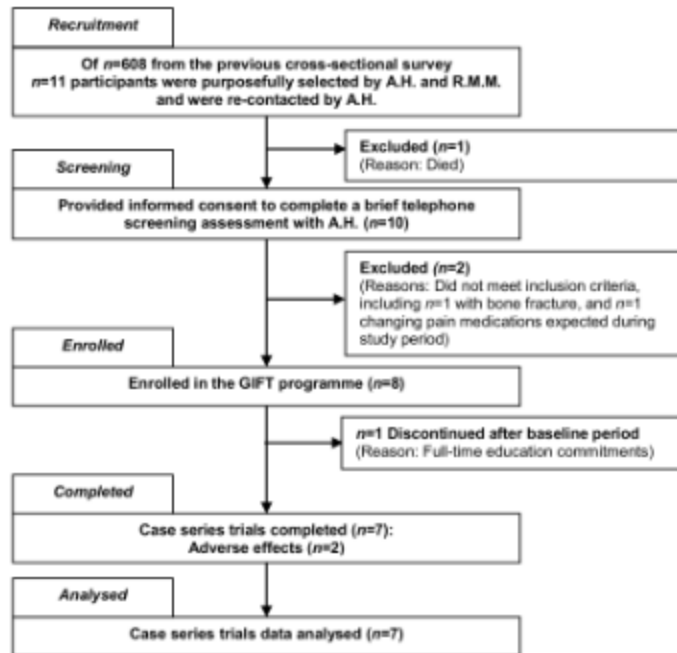 Recruitment
Of n=608 from the previous cross-sectional survey
n=11 participants were purposefully selected by A.H. and R.M.M.
and were re-contacted by A.H.
Excluded (n=1)
(Reason: Died)
Screening
Provided informed consent to complete a brief telephone
screening assessment with A.H. (n=10)
Excluded (n=2)
(Reasons: Did not meet inclusion criteria,
including n=1 with bone fracture, and n=1
changing pain medications expected during
study period)
Enrolled
Enrolled in the GIFT programme (n=8)
n=1 Discontinued after baseline period
(Reason: Full-time education commitments)
Completed
Case series trials completed (n=7):
Adverse effects (n=2)
Analysed
Case series trials data analysed (n=7)